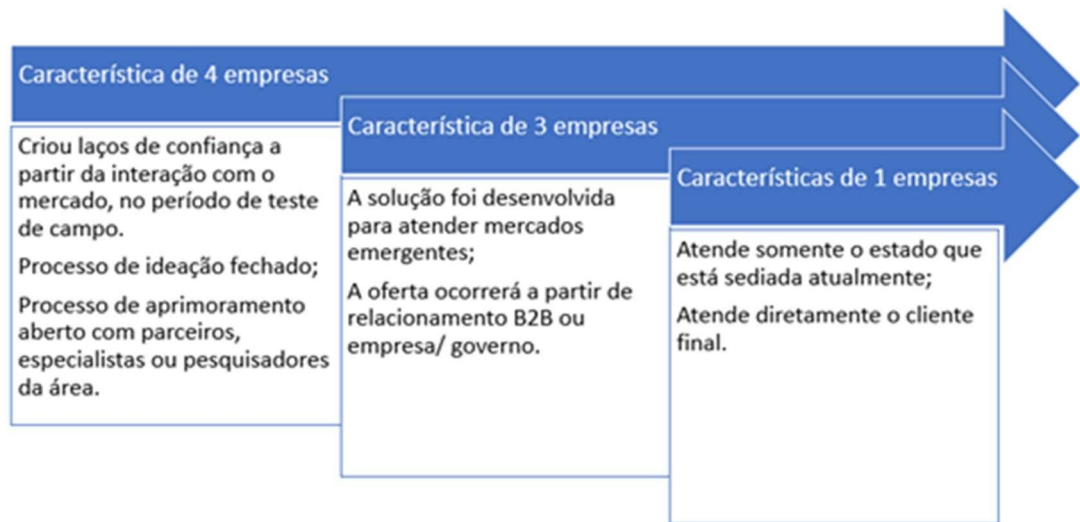 Característica de 4 empresas
Criou laços de confiança a
partir da interação com o
mercado, no período de teste
de campo.
Processo de ideação fechado;
Processo de aprimoramento
aberto com parceiros,
especialistas ou pesquisadores
da área.
Característica de 3 empresas
A solução foi desenvolvida
para atender mercados
emergentes;
A oferta ocorrerá a partir de
relacionamento B2B ou
empresa/ governo.
Características de 1 empresas
Atende somente o estado que
está sediada atualmente;
Atende diretamente o cliente
final.